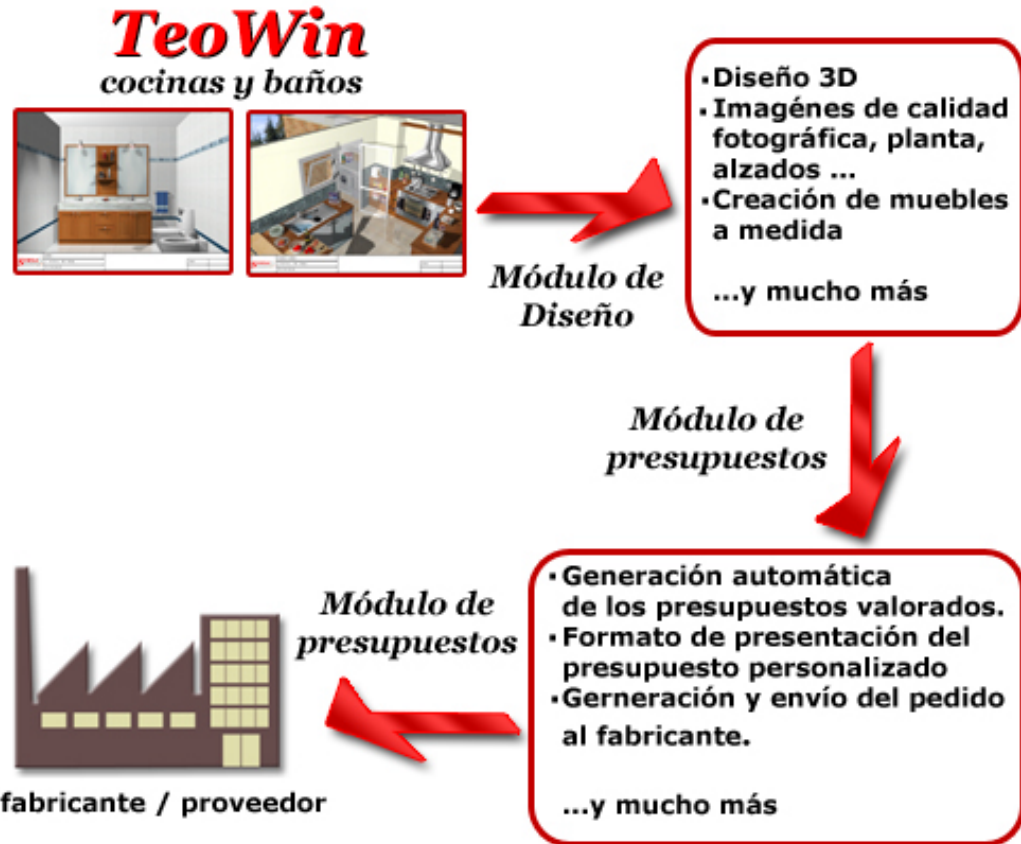 TeoWin
cocinas y baños
·Diseño 3D
·Imagénes de calidad
fotográfica, planta,
alzados ...
·Creación de muebles
a medida
...y mucho más
Módulo de
Diseño
Módulo de
presupuestos
·Generación automática
de los presupuestos valorados.
·Formato de presentación del
presupuesto personalizado
·Gerneración y envío del pedido
al fabricante.
...y mucho más
Módulo de
presupuestos
fabricante / proveedor